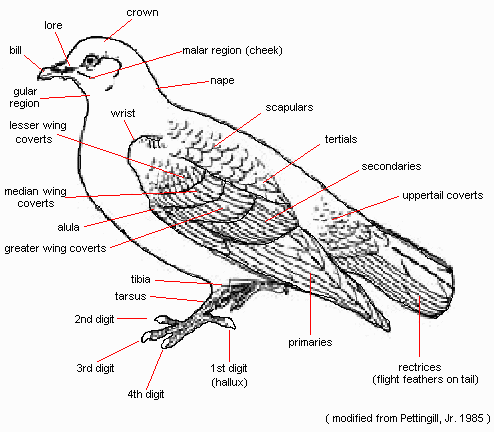 crown
lore
bill
malar region (cheek)
nape
gular
region
wrist
scapulars
lesser wing
coverts
tertials
secondaries
median wing
coverts
uppertail coverts
alula
greater wing coverts
tibia
tarsus
2nd digit
primaries
3rd digit
1st digit
(hallux)
4th digit
rectrices
(flight feathers on tail)
( modified from Pettingill, Jr. 1985 )